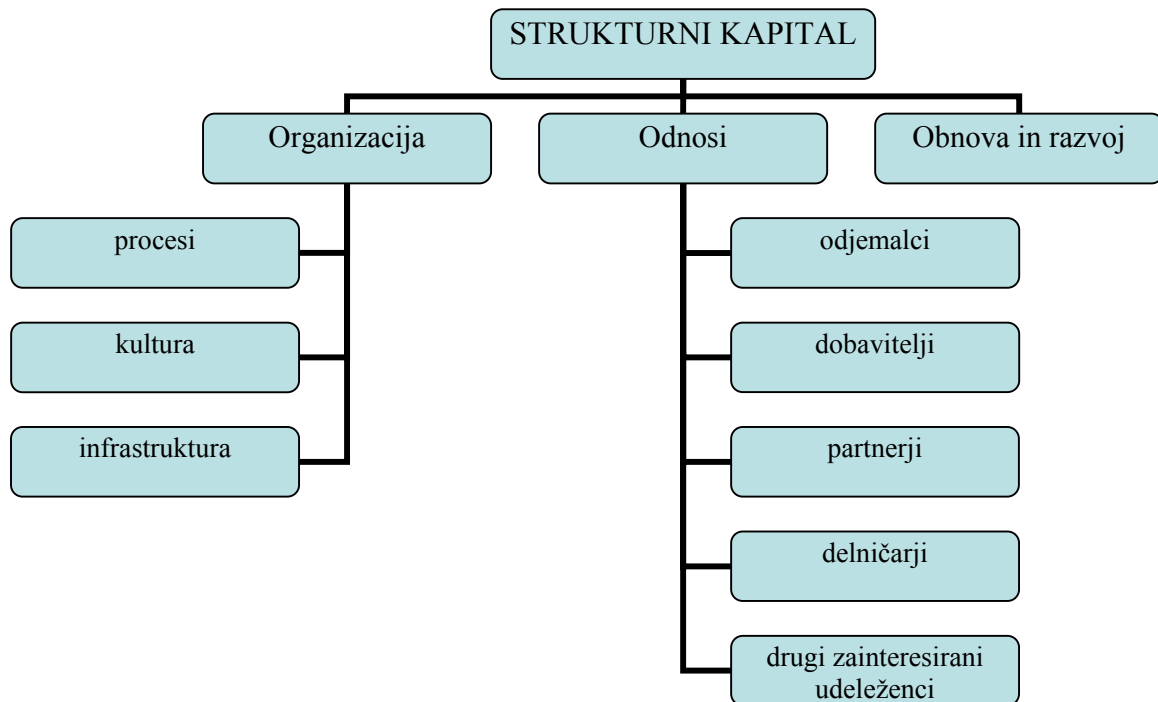 STRUKTURNI KAPITAL
Organizacija
Odnosi
Obnova in razvoj
procesi
kultura
infrastruktura
odjemalci
dobavitelji
partnerji
delničarji
drugi zainteresirani
udeleženci